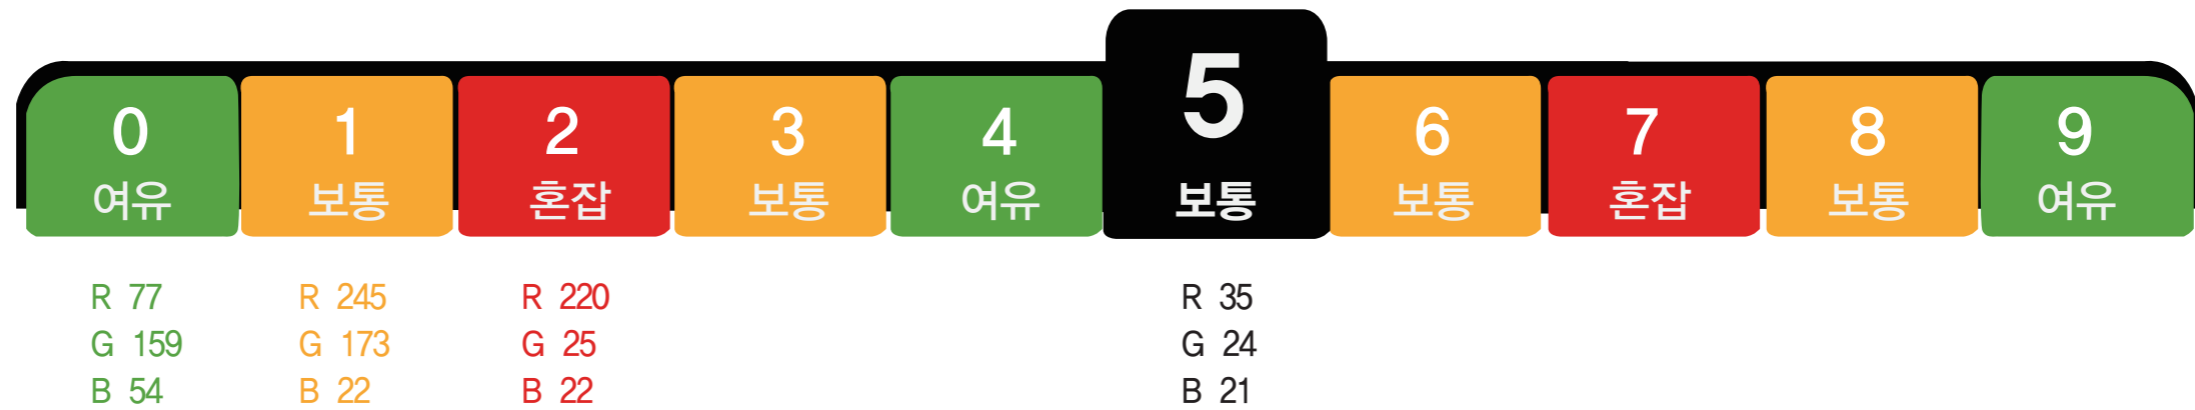 0 1 2 3 4 5 6 7 8 9
여유 보통 혼잡 보통 여유 보통 보통 혼잡 보통 여유
R 77 R 245 R 220 R 35
G 159 G 173 G 25 G 24
B 54 B 22 B 22 B 21